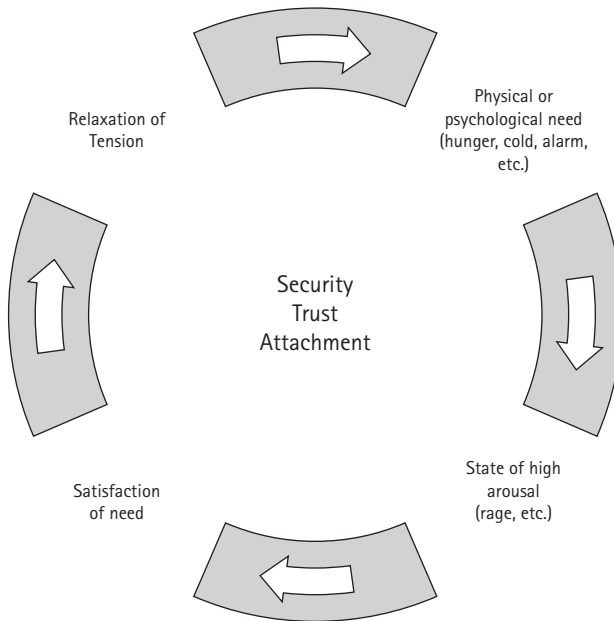 Relaxation of
Tension
Physical or
psychological need
(hunger, cold, alarm,
etc.)
Security
Trust
Attachment
Satisfaction
of need
State of high
arousal
(rage, etc.)